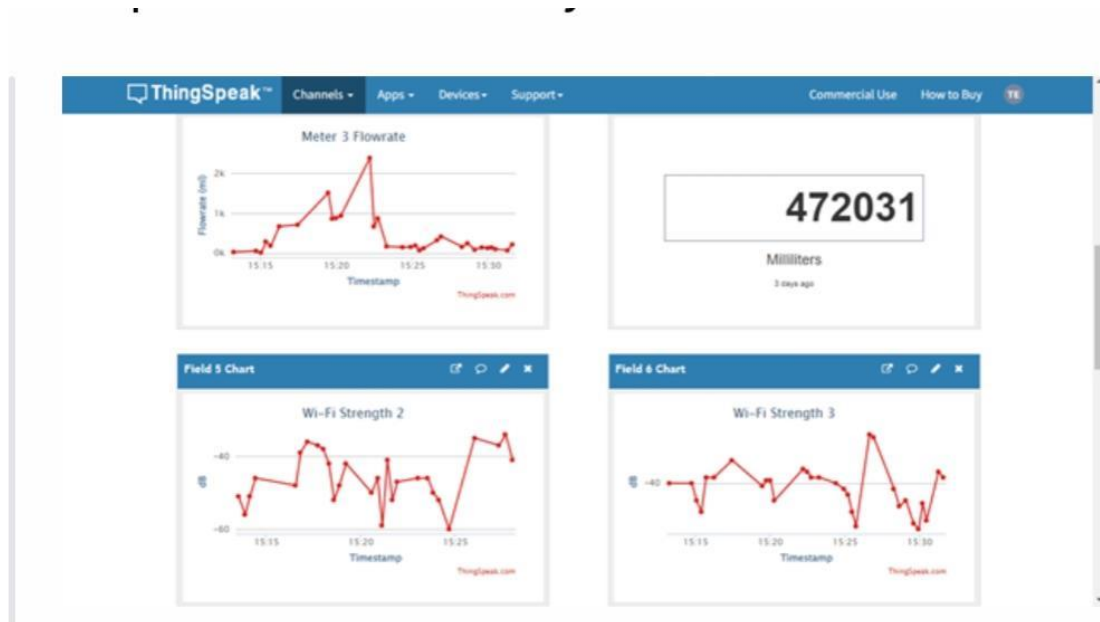 ThingSpeak™ Channels Apps Devices Support Commercial Use How to Buy TE
Meter 3 Flowrate
Flowrate (ml)
2k
1k
0k
15:15 15:20 15:25 15:30
Timestamp
ThingSpeak.com
472031
Milliliters
3 days ago
Field 5 Chart
Wi-Fi Strength 2
dB
-40
-60
15:15 15:20 15:25
Timestamp
ThingSpeak.com
Field 6 Chart
Wi-Fi Strength 3
dB
-40
15:15 15:20 15:25 15:30
Timestamp
ThingSpeak.com